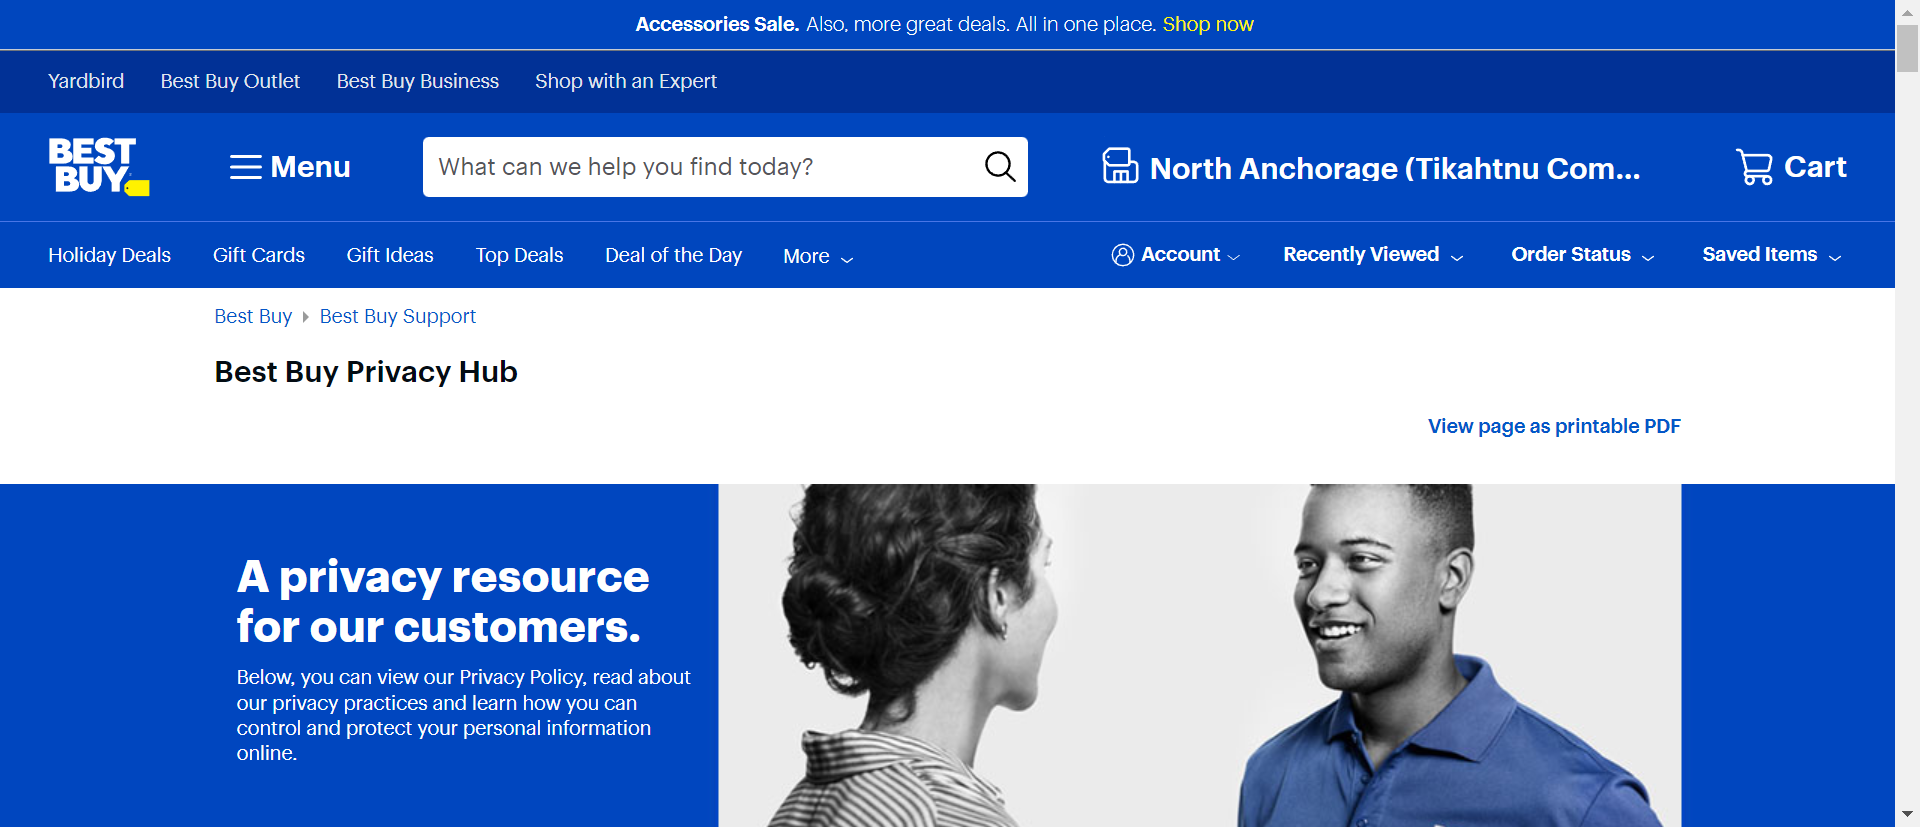 Accessories Sale. Also, more great deals. All in one place. Shop now
Yardbird Best Buy Outlet Best Buy Business Shop with an Expert
BEST
BUY
Menu
What can we help you find today?
North Anchorage (Tikahtnu Com...
Cart
Holiday Deals Gift Cards Gift Ideas Top Deals Deal of the Day More
Account Recently Viewed Order Status Saved Items
Best Buy Best Buy Support
Best Buy Privacy Hub
View page as printable PDF
A privacy resource
for our customers.
Below, you can view our Privacy Policy, read about
our privacy practices and learn how you can
control and protect your personal information
online.